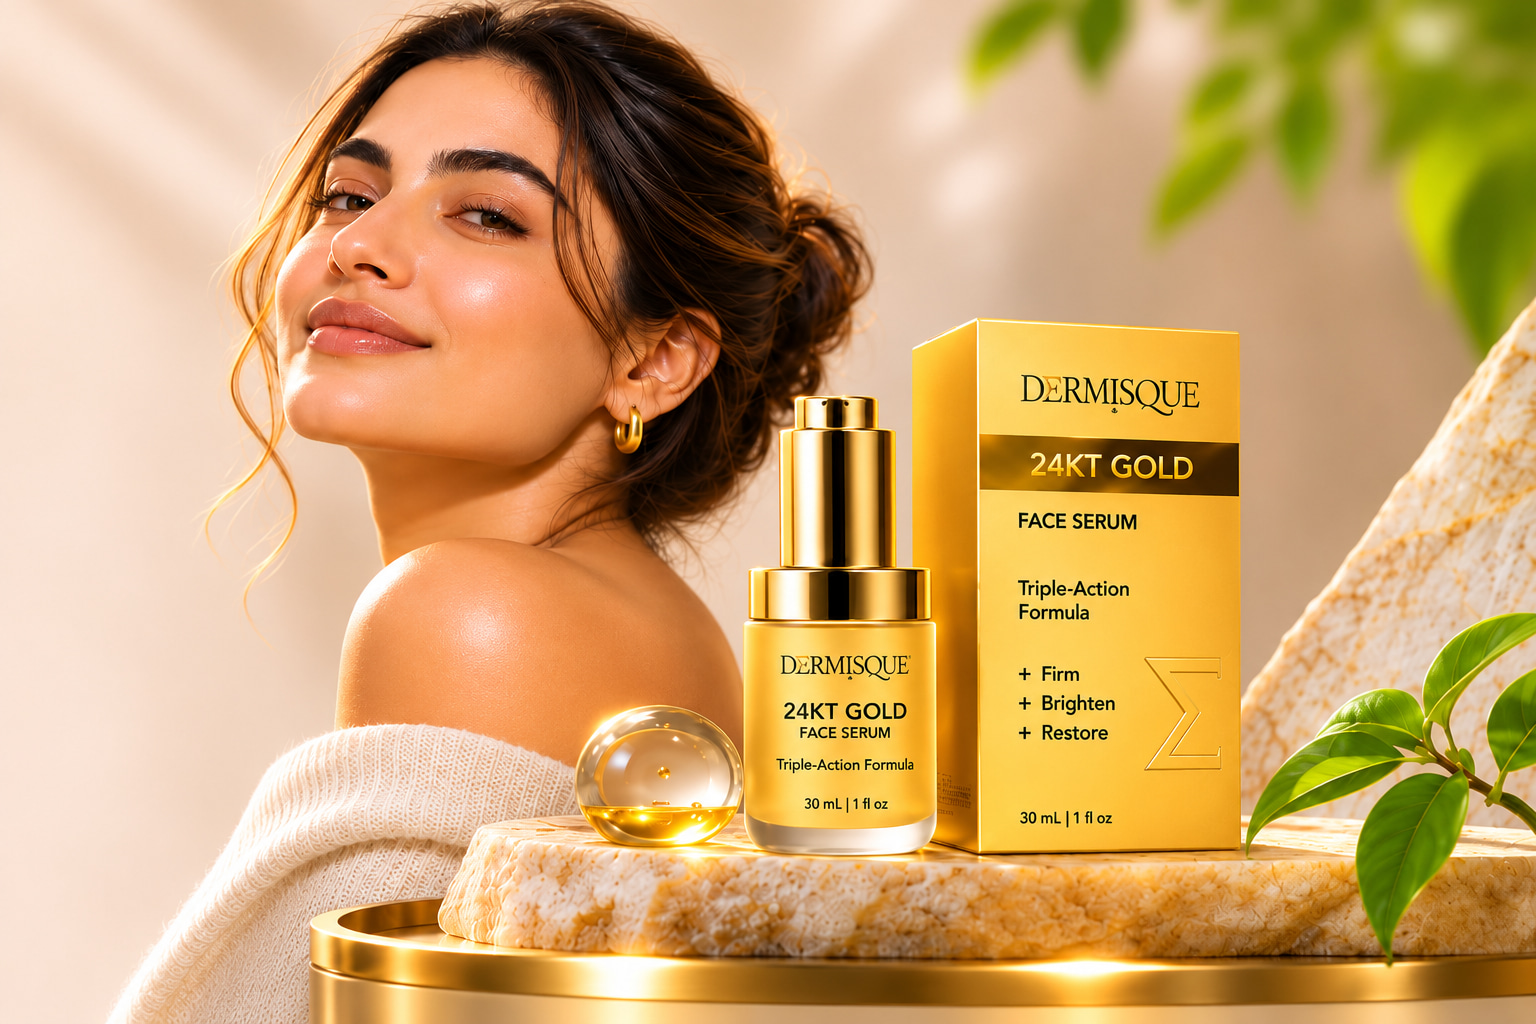 DERMISQUE
24KT GOLD
FACE SERUM
Triple-Action
Formula
+ Firm
+ Brighten
+ Restore
Σ
30 mL | 1 fl oz
DERMISQUE
24KT GOLD
FACE SERUM
Triple-Action Formula
30 mL | 1 fl oz